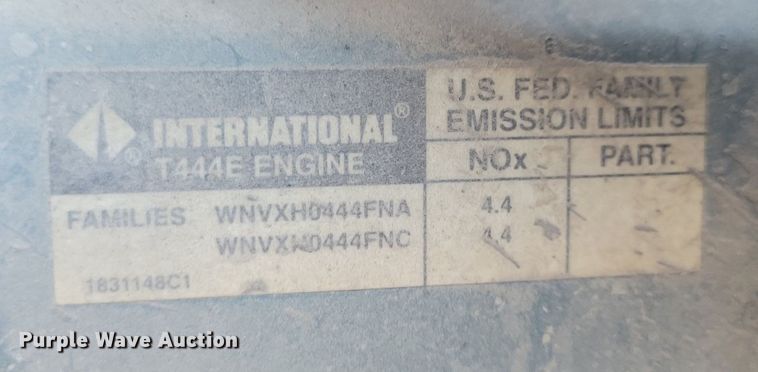 INTERNATIONAL®
®
T444E ENGINE
U.S. FED. FAMILY
EMISSION LIMITS
NOx PART.
FAMILIES WNVXH0444FNA 4.4
WNVXH0444FNC 4.4
1831148C1
Purple Wave Auction